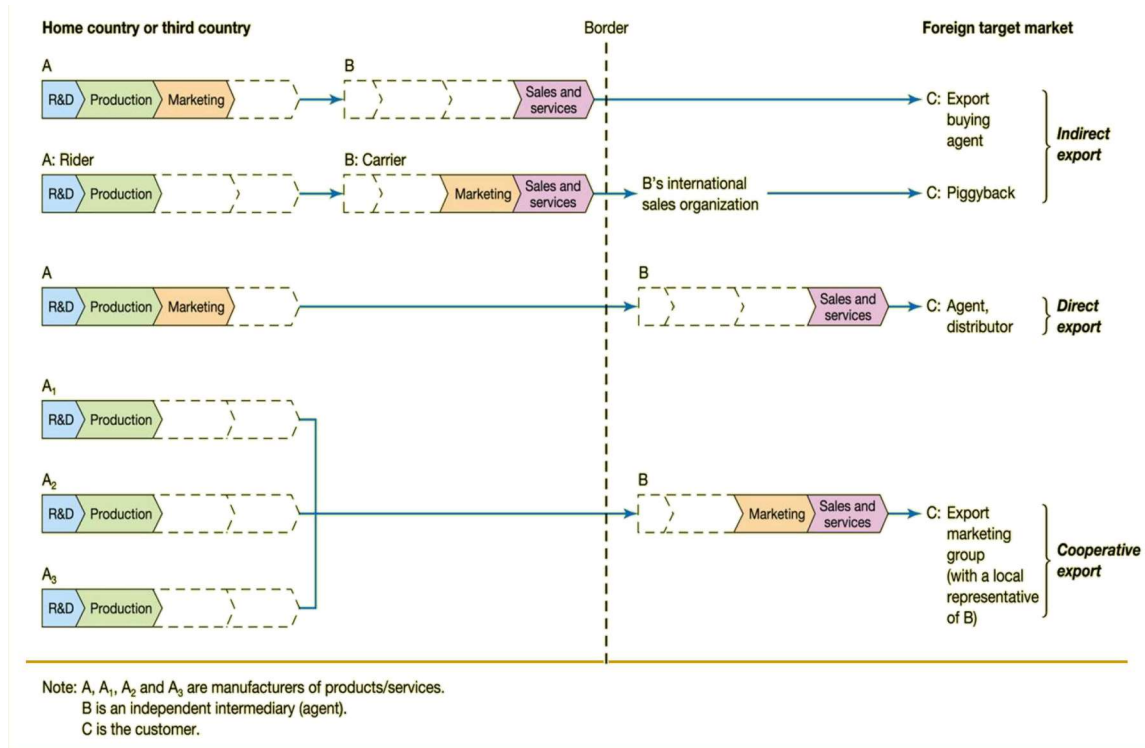 Home country or third country
Border
Foreign target market
A
B
R&D
Production
Marketing
Sales and
services
C: Export
buying
agent
Indirect
export
A: Rider
B: Carrier
R&D
Production
Marketing
Sales and
services
B's international
sales organization
C: Piggyback
A
B
R&D
Production
Marketing
Sales and
services
C: Agent,
distributor
Direct
export
A1
R&D
Production
A2
B
R&D
Production
Marketing
Sales and
services
C: Export
marketing
group
(with a local
representative
of B)
Cooperative
export
A3
R&D
Production
Note: A, A1, A2 and A3 are manufacturers of products/services.
B is an independent intermediary (agent).
C is the customer.